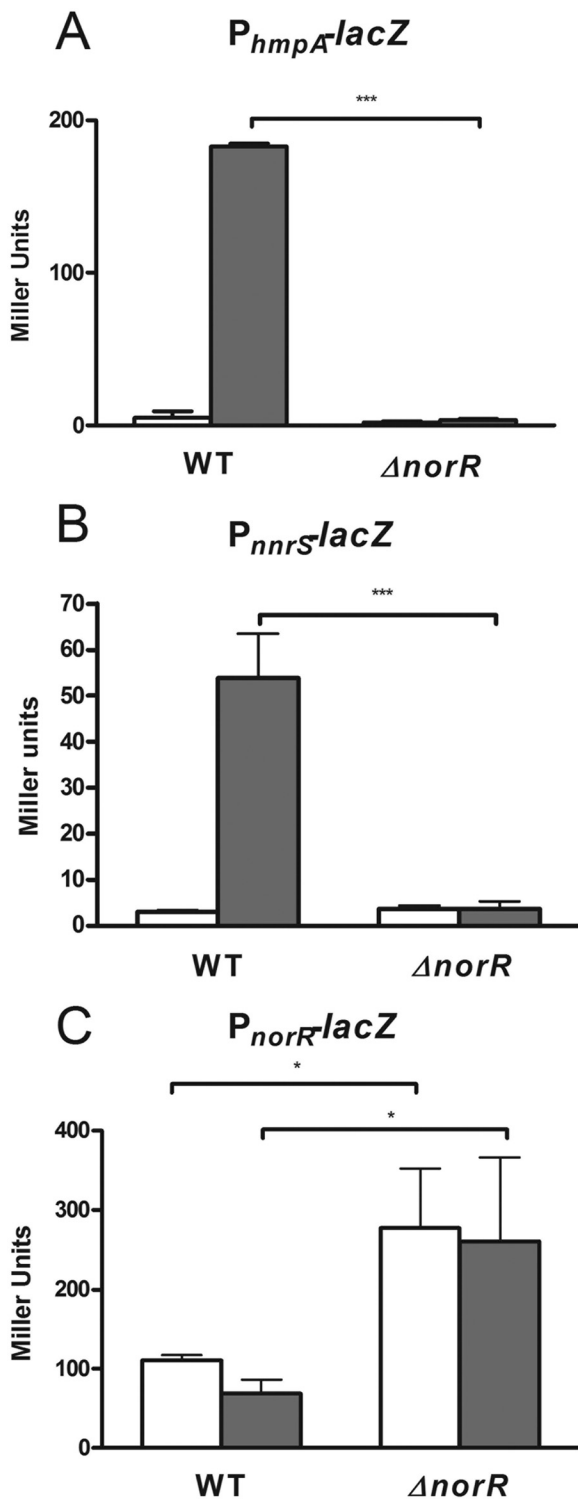 A
PhmpA-lacZ
***
200
100
0
Miller Units
WT ΔnorR
B
PnnrS-lacZ
***
70
60
50
40
30
20
10
0
Miller units
WT ΔnorR
C
PnorR-lacZ
*
*
400
300
200
100
0
Miller Units
WT ΔnorR